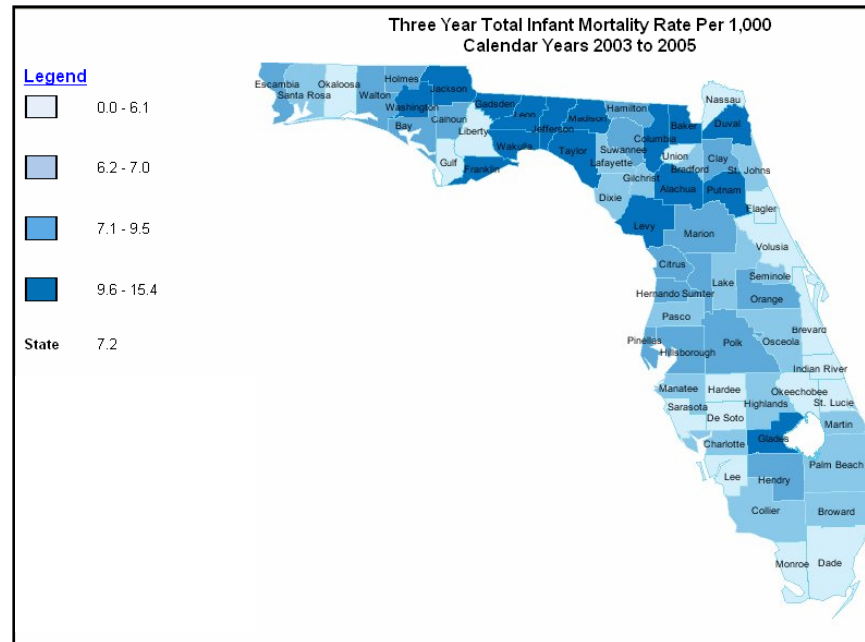 Three Year Total Infant Mortality Rate Per 1,000
Calendar Years 2003 to 2005
Legend
0.0 - 6.1
6.2 - 7.0
7.1 - 9.5
9.6 - 15.4
State 7.2
Escambia
Santa Rosa
Okaloosa
Walton
Holmes
Washington
Bay
Jackson
Calhoun
Gulf
Liberty
Gadsden
Franklin
Leon
Wakulla
Jefferson
Madison
Taylor
Hamilton
Suwannee
Lafayette
Dixie
Columbia
Gilchrist
Baker
Union
Bradford
Alachua
Levy
Nassau
Duval
Clay
St. Johns
Putnam
Flagler
Marion
Volusia
Citrus
Hernando
Sumter
Lake
Seminole
Orange
Pasco
Pinellas
Hillsborough
Polk
Osceola
Brevard
Indian River
Manatee
Hardee
Highlands
Okeechobee
St. Lucie
Sarasota
De Soto
Martin
Charlotte
Glades
Lee
Hendry
Palm Beach
Collier
Broward
Monroe
Dade